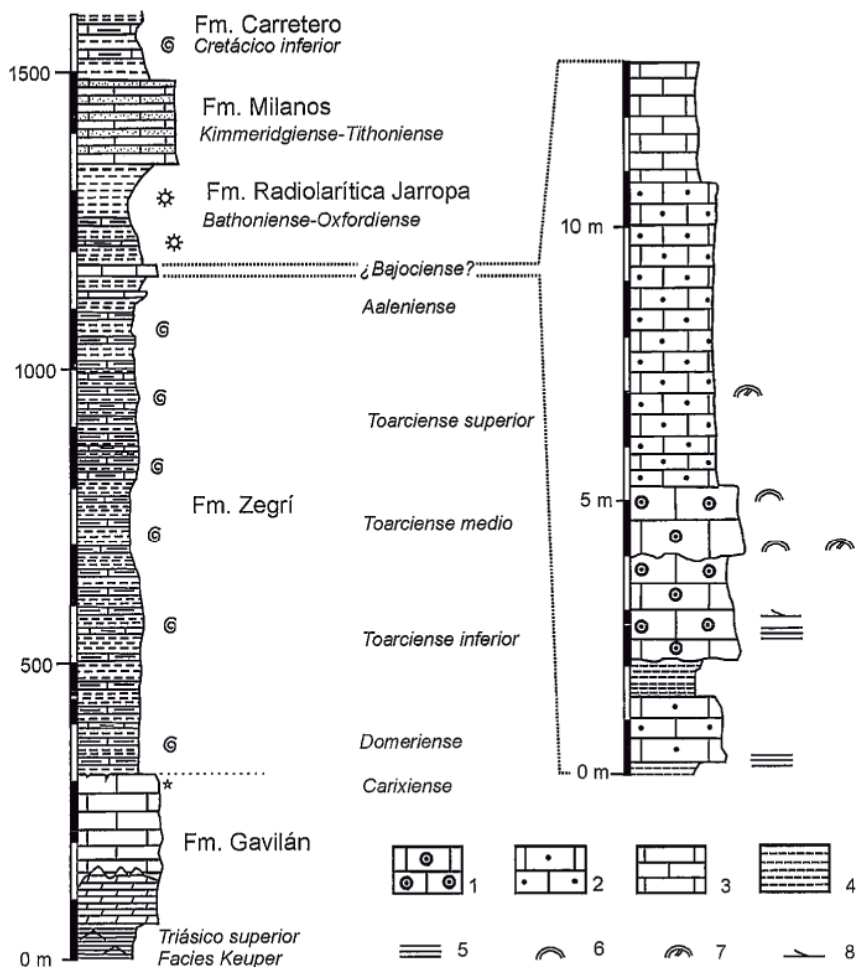 Fm. Carretero
Cretácico inferior
1500
Fm. Milanos
Kimmeridgiense-Tithoniense
Fm. Radiolarítica Jarropa
Bathoniense-Oxfordiense
¿Bajociense?
Aaleniense
1000
Toarciense superior
Fm. Zegrí
Toarciense medio
Toarciense inferior
500
Domeriense
Carixiense
Fm. Gavilán
Triásico superior
Facies Keuper
0 m
10 m
5 m
0 m
1
2
3
4
5
6
7
8